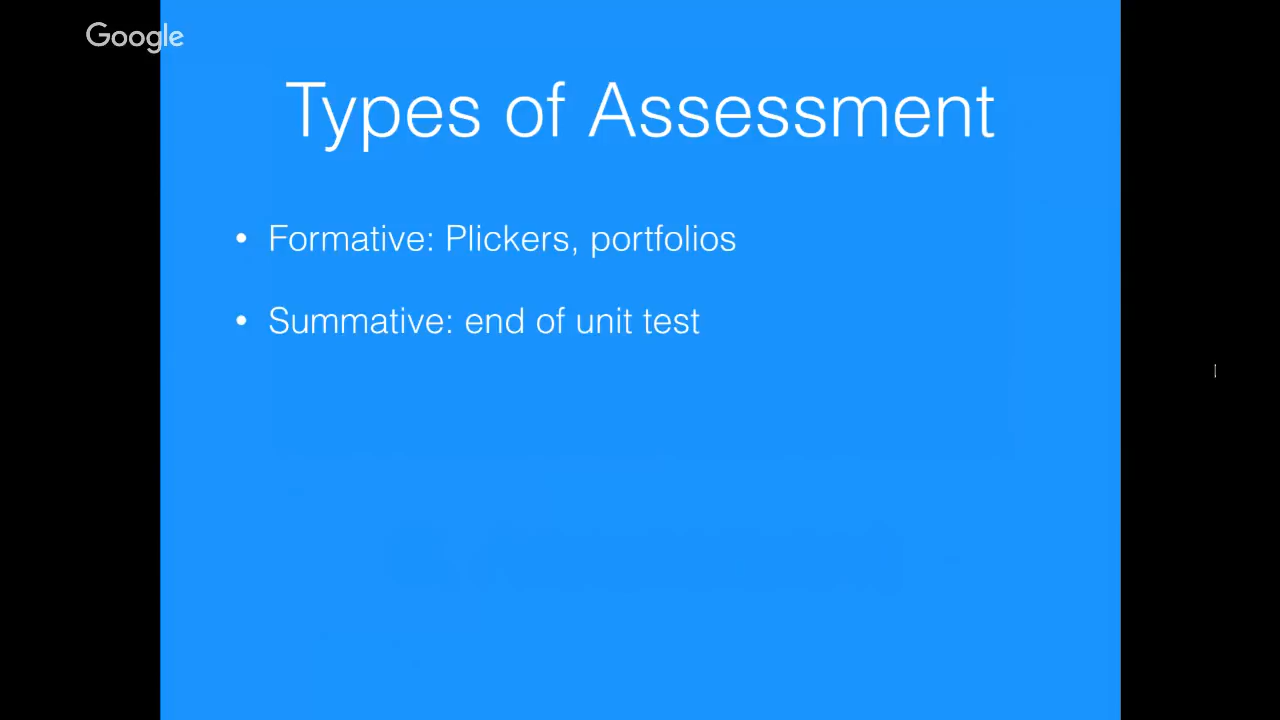 Google
Types of Assessment
• Formative: Plickers, portfolios
• Summative: end of unit test